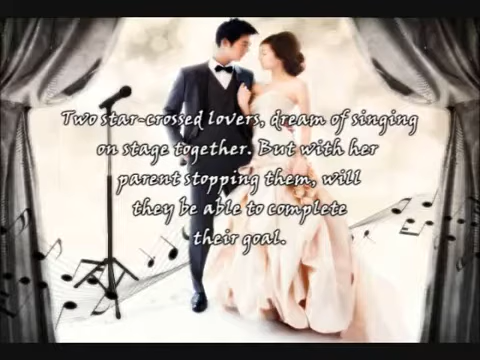 Two star-crossed lovers, dream of singing
on stage together. But with her
parent stopping them, will
they be able to complete
their goal.